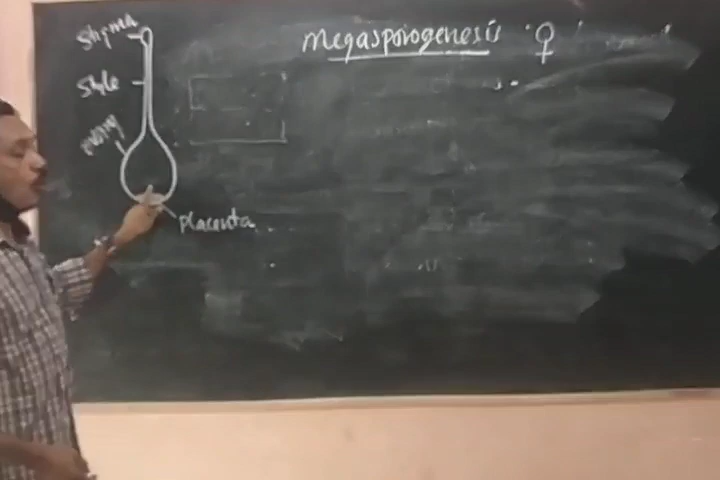 Megasporogenesis ♀
Stigma
Style
ovary
Placenta